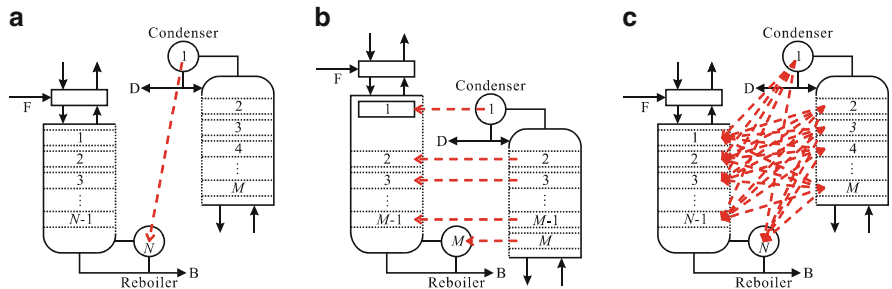 a
Condenser
1
D
F
2
3
4
⋮
M
1
2
3
⋮
N-1
N
Reboiler
B
b
Condenser
1
F
1
D
2
3
⋮
M-1
M
2
3
⋮
M-1
M
Reboiler
B
c
Condenser
1
D
F
2
3
4
⋮
M
1
2
3
⋮
N-1
N
Reboiler
B